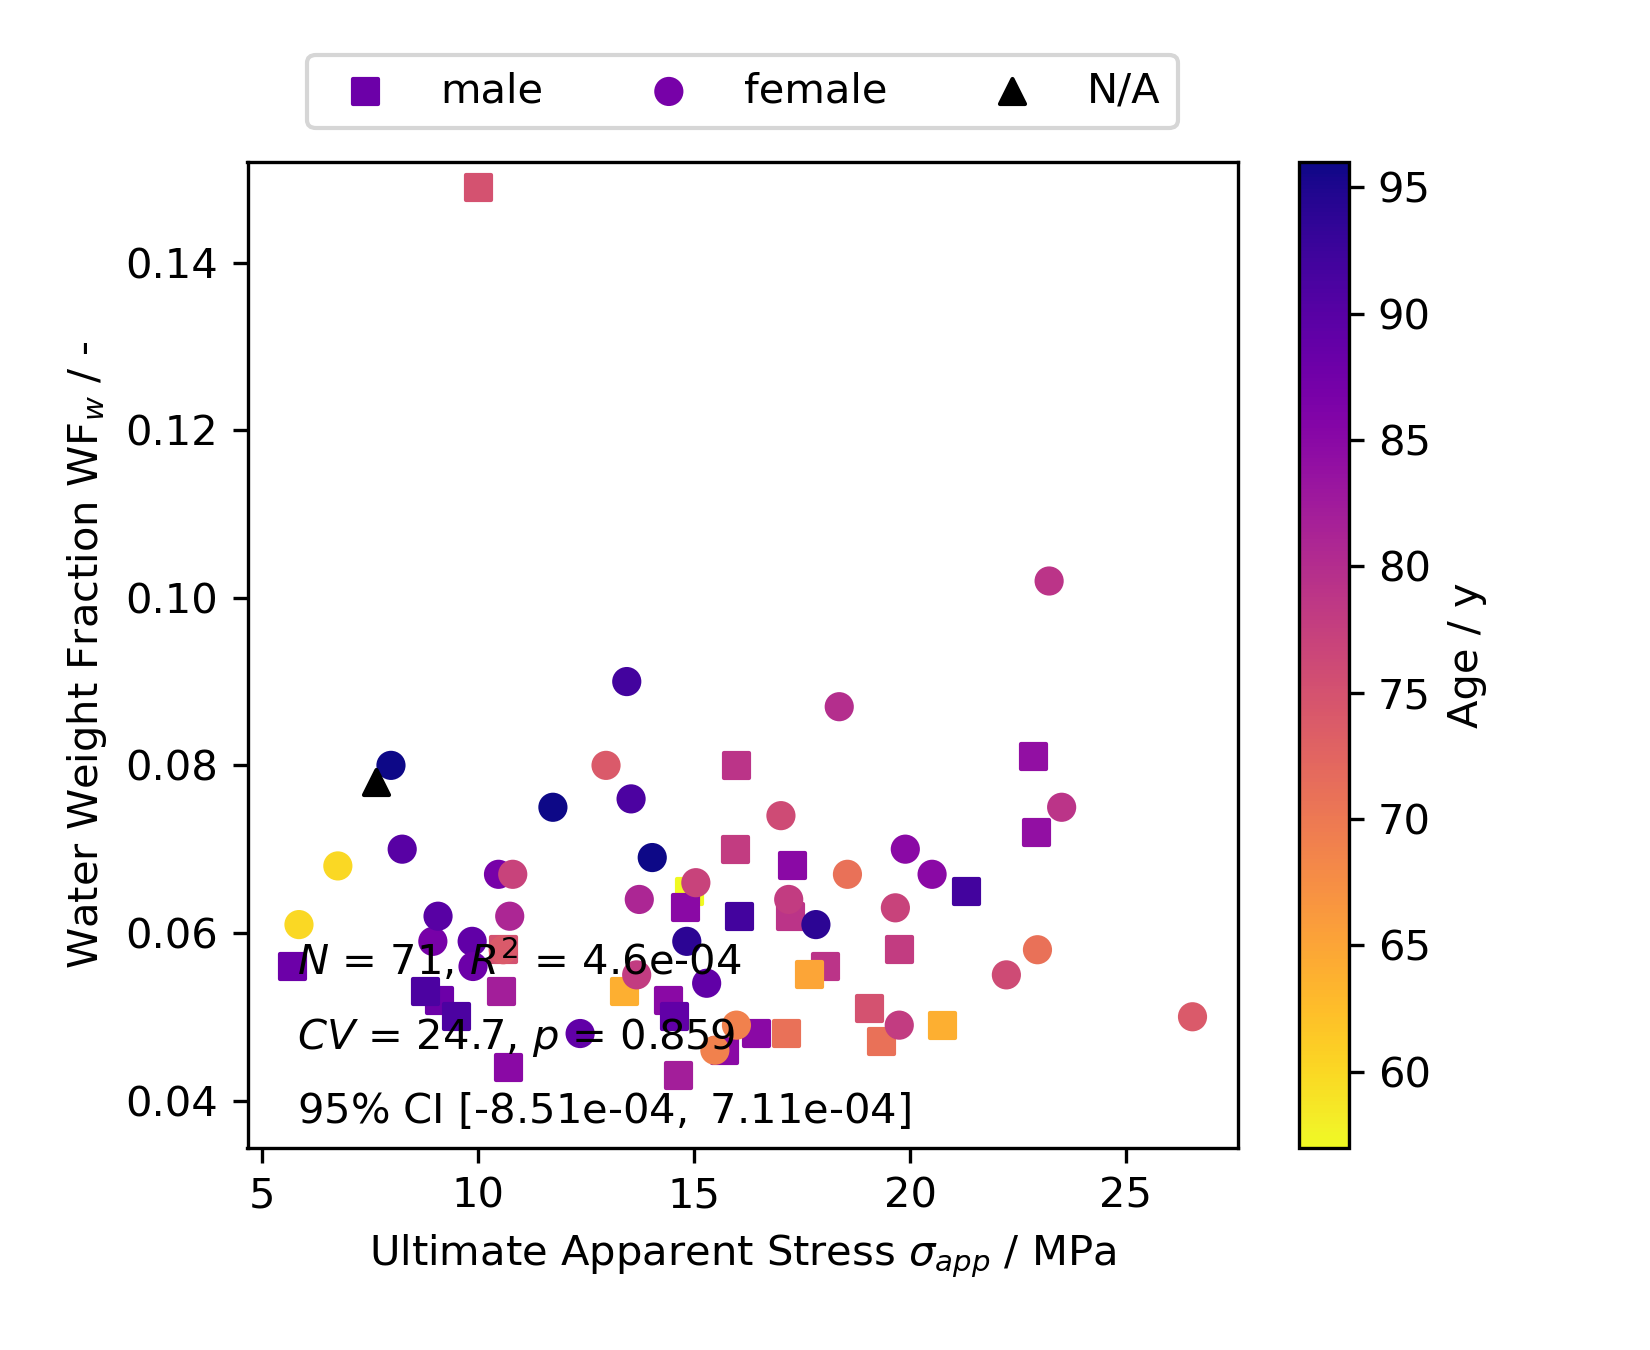 male female N/A
0.14
0.12
0.10
0.08
0.06
0.04
Water Weight Fraction WF_w / -
N = 71, R² = 4.6e-04
CV = 24.7, p = 0.859
95% CI [-8.51e-04, 7.11e-04]
5 10 15 20 25
Ultimate Apparent Stress σ_app / MPa
95
90
85
80
75
70
65
60
Age / y